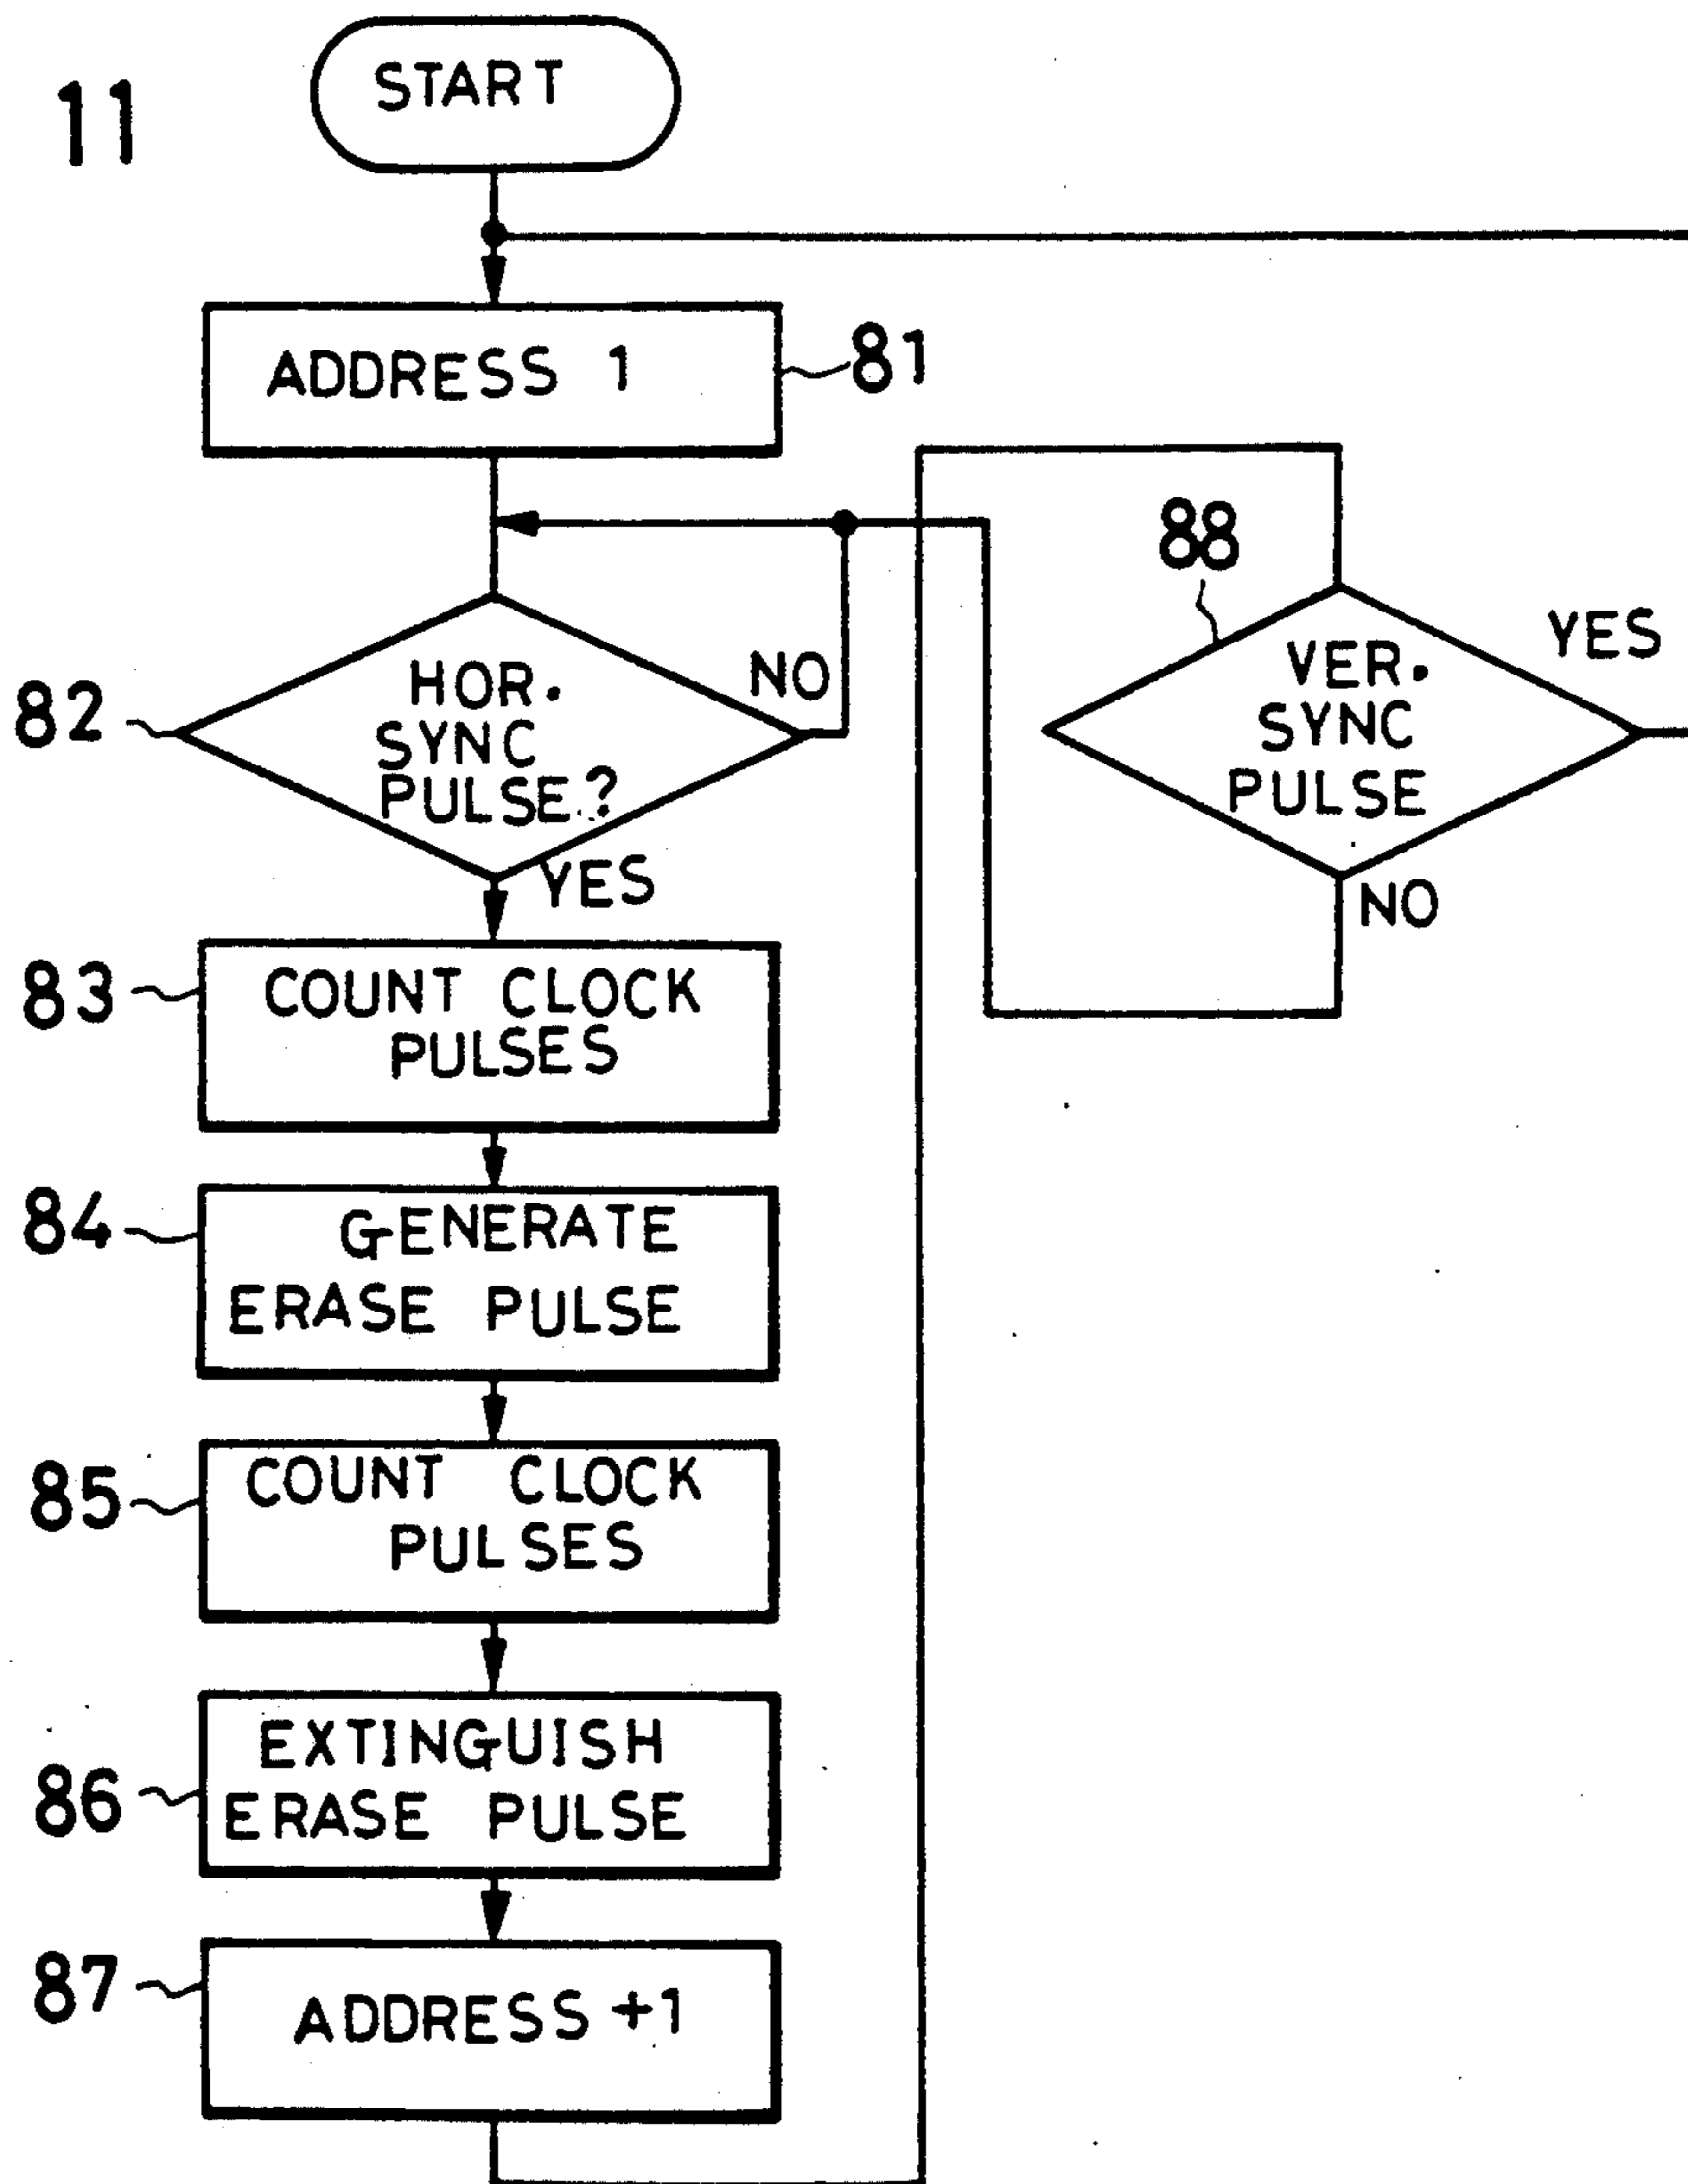 11
START
ADDRESS 1
81
88
82
HOR.
SYNC
PULSE?
NO
YES
VER.
SYNC
PULSE
YES
NO
83
COUNT CLOCK
PULSES
84
GENERATE
ERASE PULSE
85
COUNT CLOCK
PULSES
86
EXTINGUISH
ERASE PULSE
87
ADDRESS +1